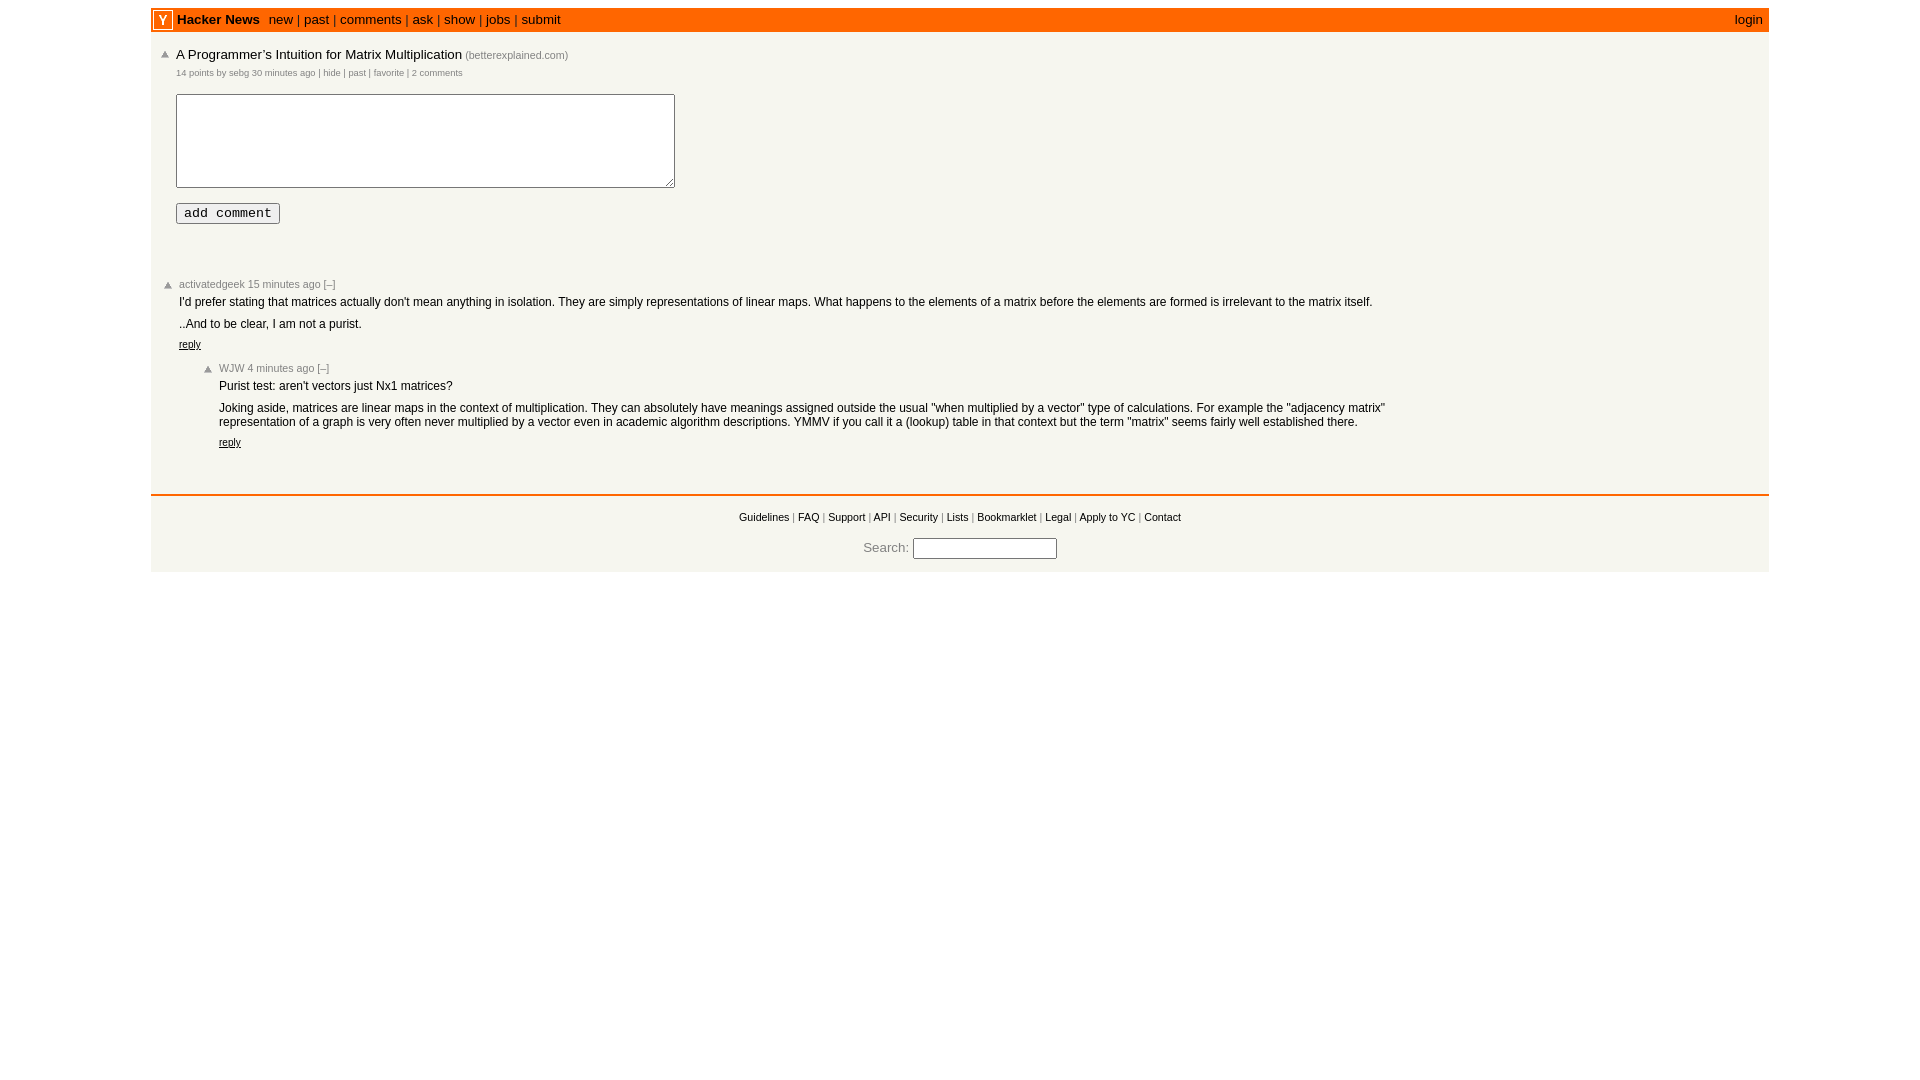 Y Hacker News new | past | comments | ask | show | jobs | submit login
A Programmer’s Intuition for Matrix Multiplication (betterexplained.com)
14 points by sebg 30 minutes ago | hide | past | favorite | 2 comments
add comment
activatedgeek 15 minutes ago [–]
I'd prefer stating that matrices actually don't mean anything in isolation. They are simply representations of linear maps. What happens to the elements of a matrix before the elements are formed is irrelevant to the matrix itself.
..And to be clear, I am not a purist.
reply
WJW 4 minutes ago [–]
Purist test: aren't vectors just Nx1 matrices?
Joking aside, matrices are linear maps in the context of multiplication. They can absolutely have meanings assigned outside the usual "when multiplied by a vector" type of calculations. For example the "adjacency matrix"
representation of a graph is very often never multiplied by a vector even in academic algorithm descriptions. YMMV if you call it a (lookup) table in that context but the term "matrix" seems fairly well established there.
reply
Guidelines | FAQ | Support | API | Security | Lists | Bookmarklet | Legal | Apply to YC | Contact
Search: